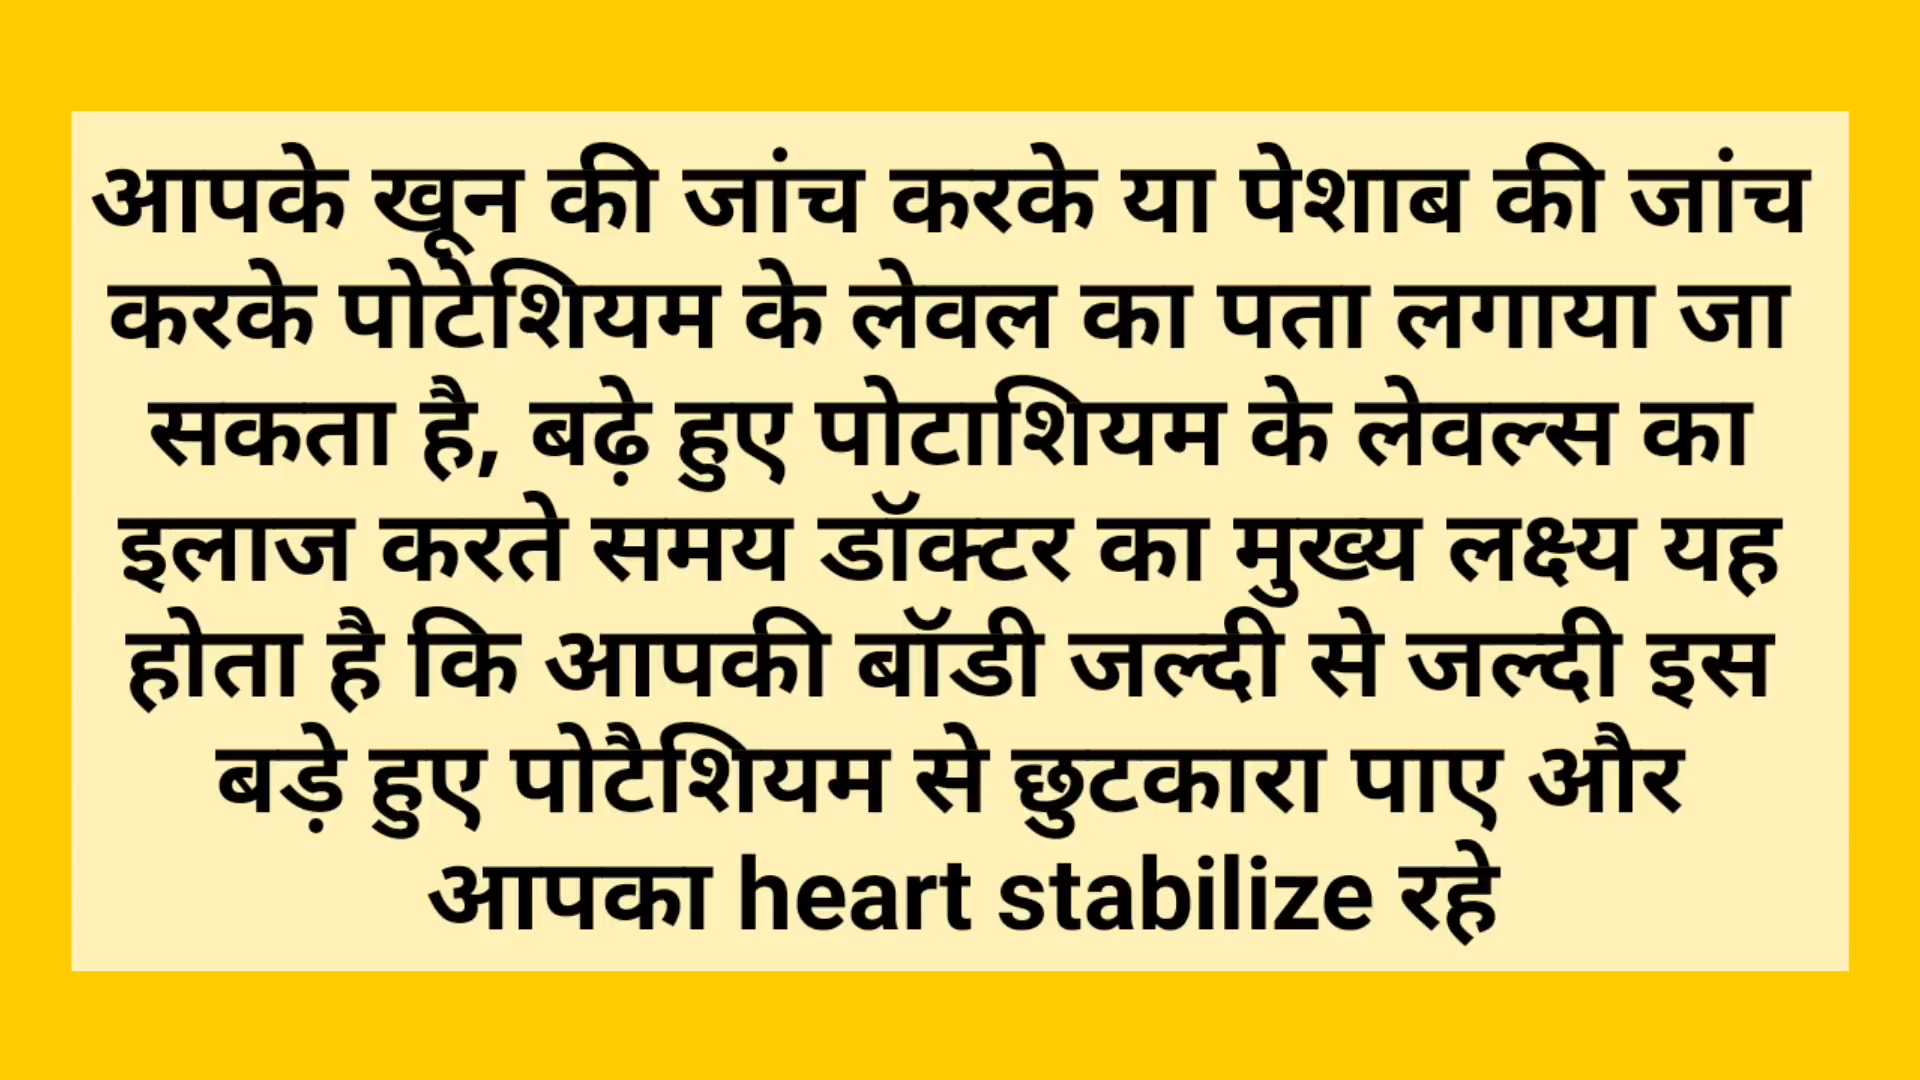 आपके खून की जांच करके या पेशाब की जांच
करके पोटेशियम के लेवल का पता लगाया जा
सकता है, बढ़े हुए पोटाशियम के लेवल्स का
इलाज करते समय डॉक्टर का मुख्य लक्ष्य यह
होता है कि आपकी बॉडी जल्दी से जल्दी इस
बड़े हुए पोटैशियम से छुटकारा पाए और
आपका heart stabilize रहे